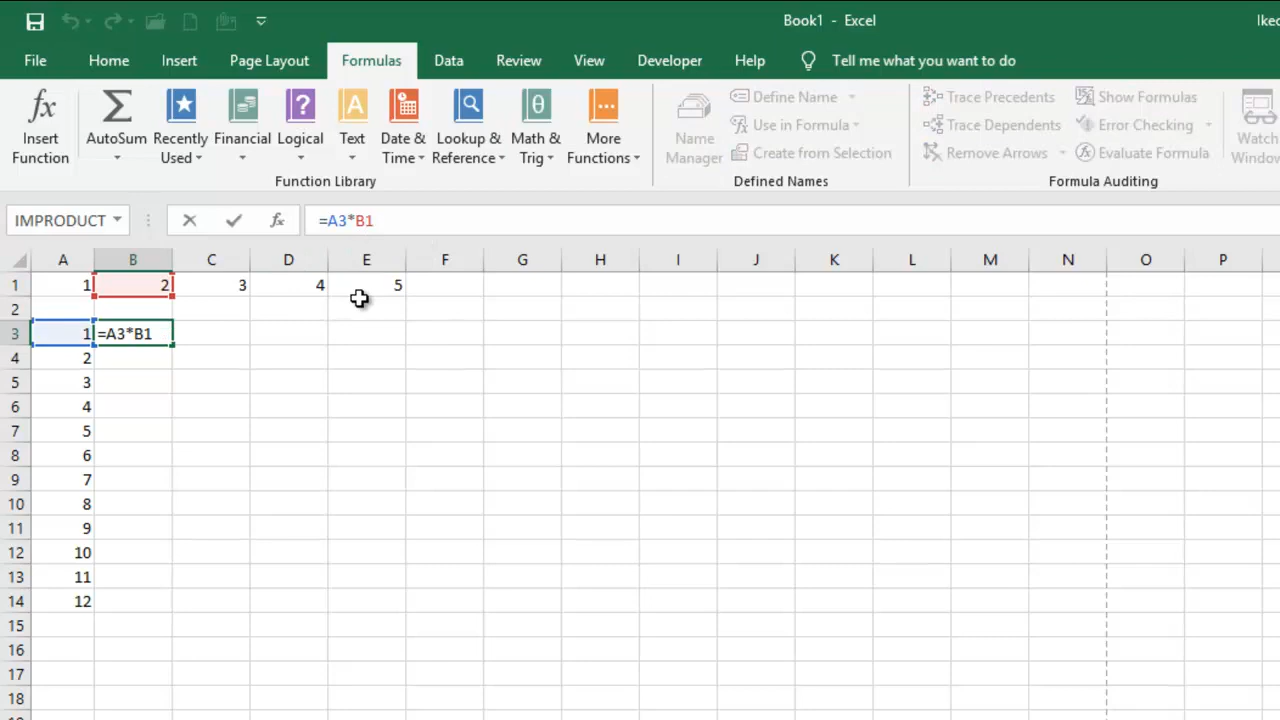 Book1 - Excel
File Home Insert Page Layout Formulas Data Review View Developer Help Tell me what you want to do
fx Insert Function
Σ AutoSum
Recently Used
Financial
Logical
A Text
Date & Time
Lookup & Reference
θ Math & Trig
More Functions
Function Library
Name Manager
Define Name
Use in Formula
Create from Selection
Defined Names
Trace Precedents
Trace Dependents
Remove Arrows
Show Formulas
Error Checking
Evaluate Formula
Formula Auditing
Watch
IMPRODUCT fx =A3*B1
A B C D E F G H I J K L M N O P
1 1 2 3 4 5
2
3 1 =A3*B1
4 2
5 3
6 4
7 5
8 6
9 7
10 8
11 9
12 10
13 11
14 12
15
16
17
18